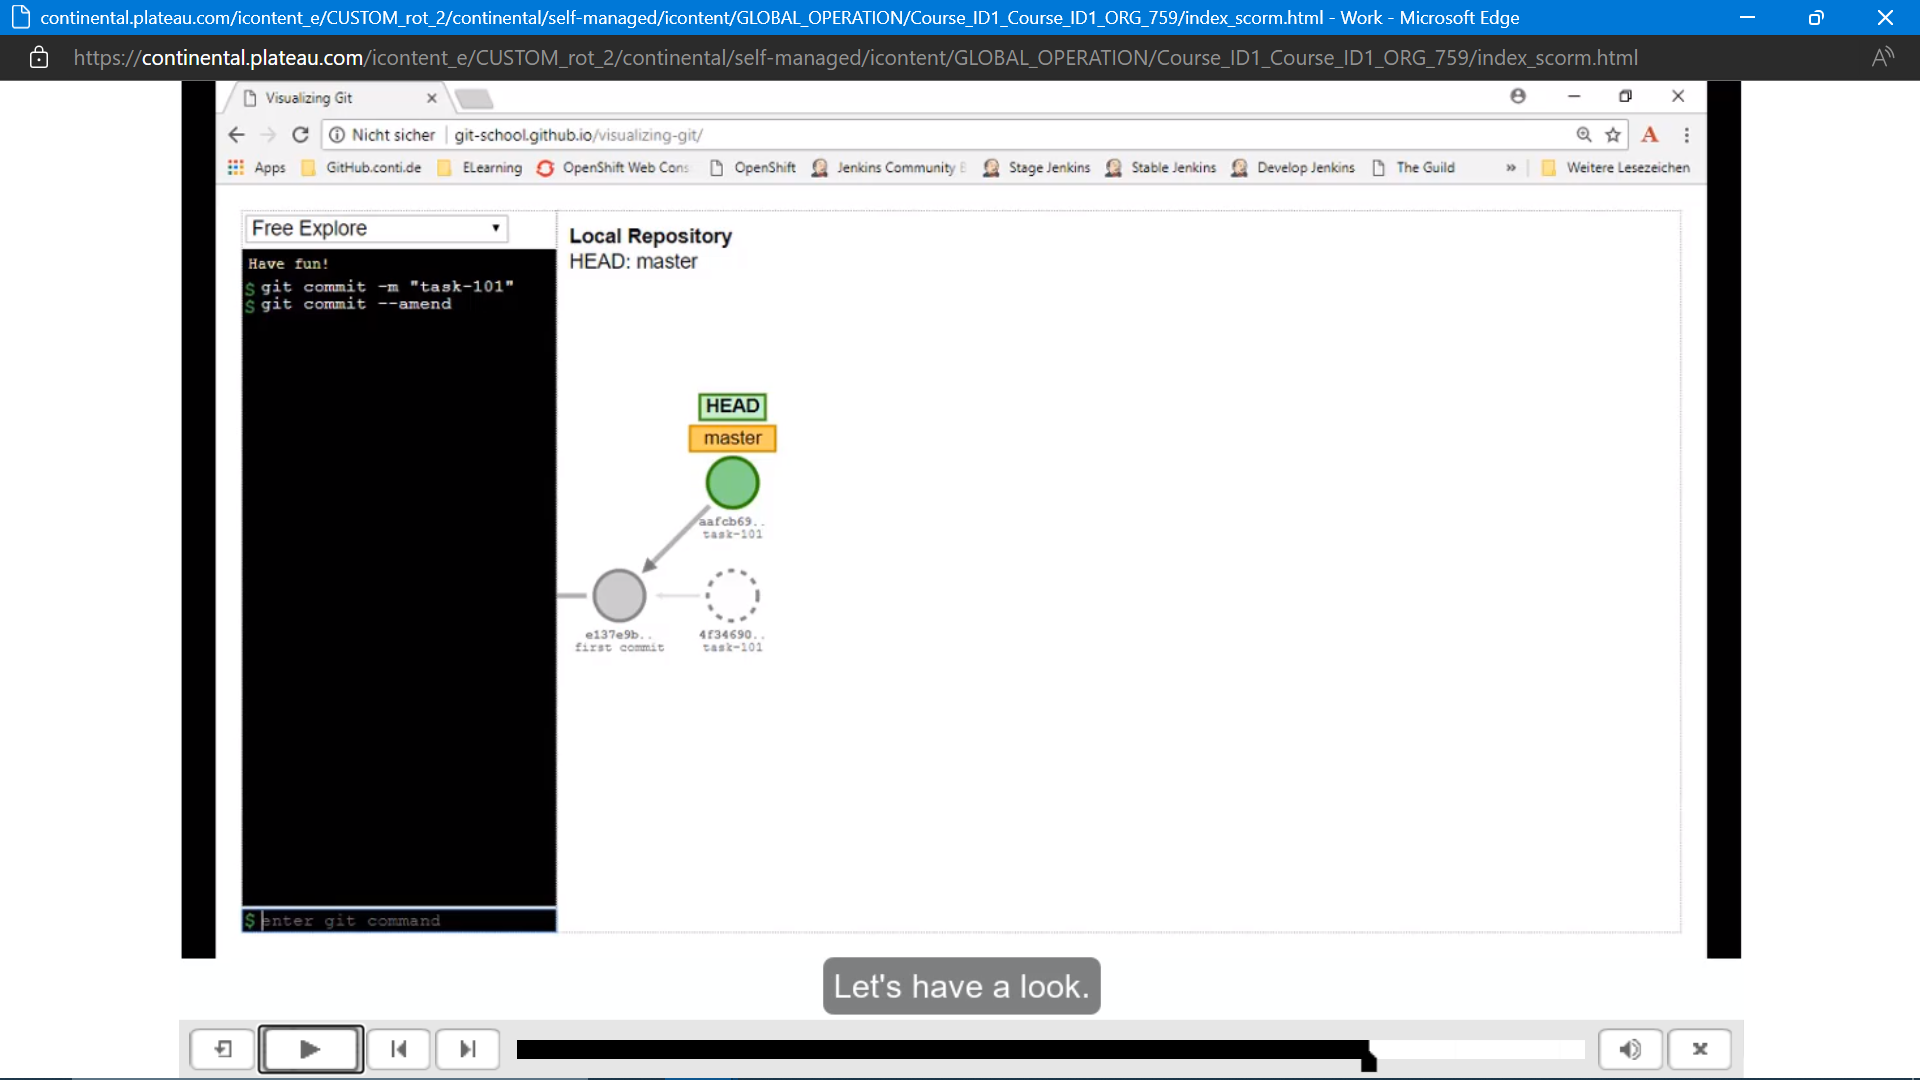 continental.plateau.com/icontent_e/CUSTOM_rot_2/continental/self-managed/icontent/GLOBAL_OPERATION/Course_ID1_Course_ID1_ORG_759/index_scorm.html - Work - Microsoft Edge
https://continental.plateau.com/icontent_e/CUSTOM_rot_2/continental/self-managed/icontent/GLOBAL_OPERATION/Course_ID1_Course_ID1_ORG_759/index_scorm.html
Visualizing Git
Nicht sicher git-school.github.io/visualizing-git/
Apps GitHub.conti.de ELearning OpenShift Web Cons OpenShift Jenkins Community Stage Jenkins Stable Jenkins Develop Jenkins The Guild » Weitere Lesezeichen
Free Explore
Have fun!
$ git commit -m "task-101"
$ git commit --amend
$ enter git command
Local Repository
HEAD: master
HEAD
master
aafcb69..
task-101
e137e9b..
first commit
4f34690..
task-101
Let's have a look.